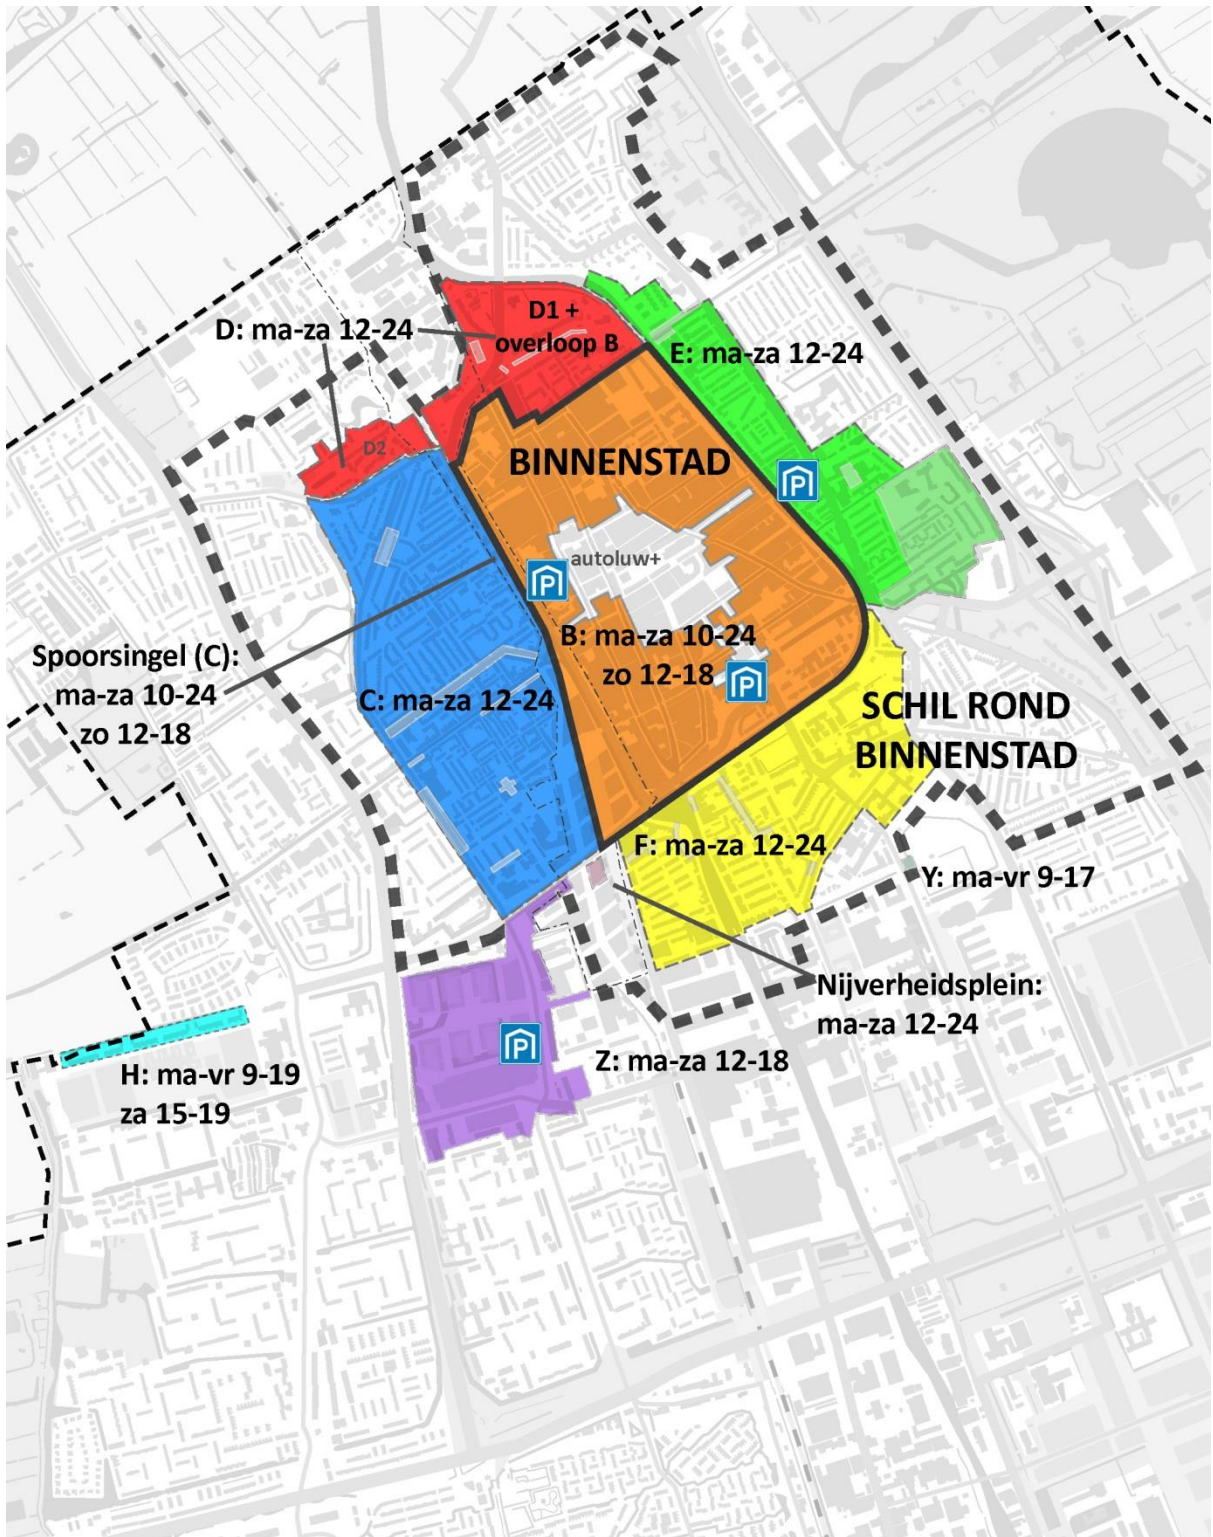 D1 +
overloop B
D: ma-za 12-24
E: ma-za 12-24
D2
BINNENSTAD
P
autoluw+
P
B: ma-za 10-24
zo 12-18
P
Spoorsingel (C):
ma-za 10-24
zo 12-18
C: ma-za 12-24
SCHIL ROND
BINNENSTAD
F: ma-za 12-24
Y: ma-vr 9-17
Nijverheidsplein:
ma-za 12-24
P
Z: ma-za 12-18
H: ma-vr 9-19
za 15-19